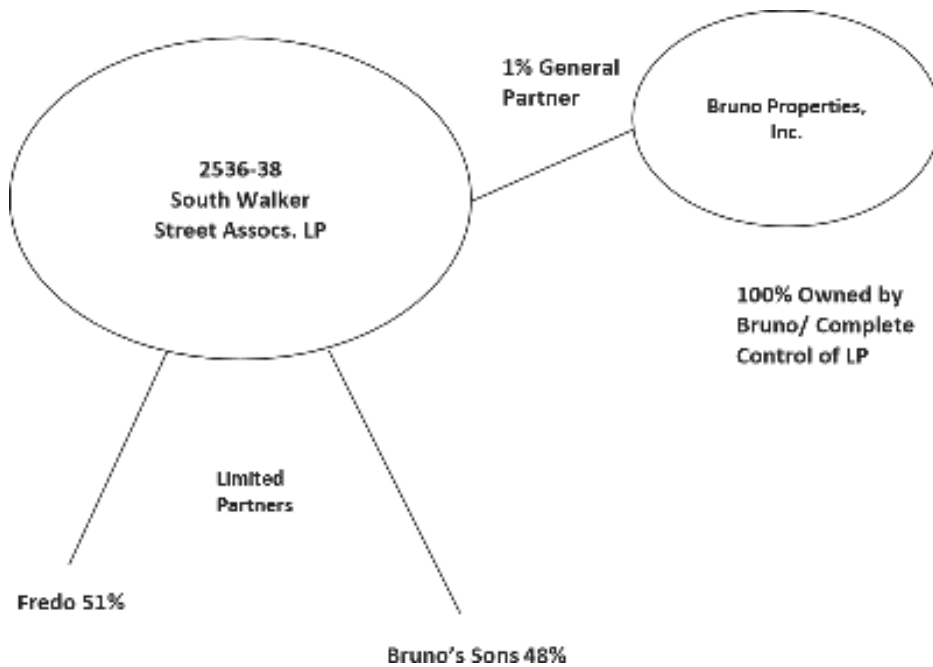 1% General
Partner
Bruno Properties,
Inc.
2536-38
South Walker
Street Assocs. LP
100% Owned by
Bruno/ Complete
Control of LP
Limited
Partners
Fredo 51%
Bruno's Sons 48%